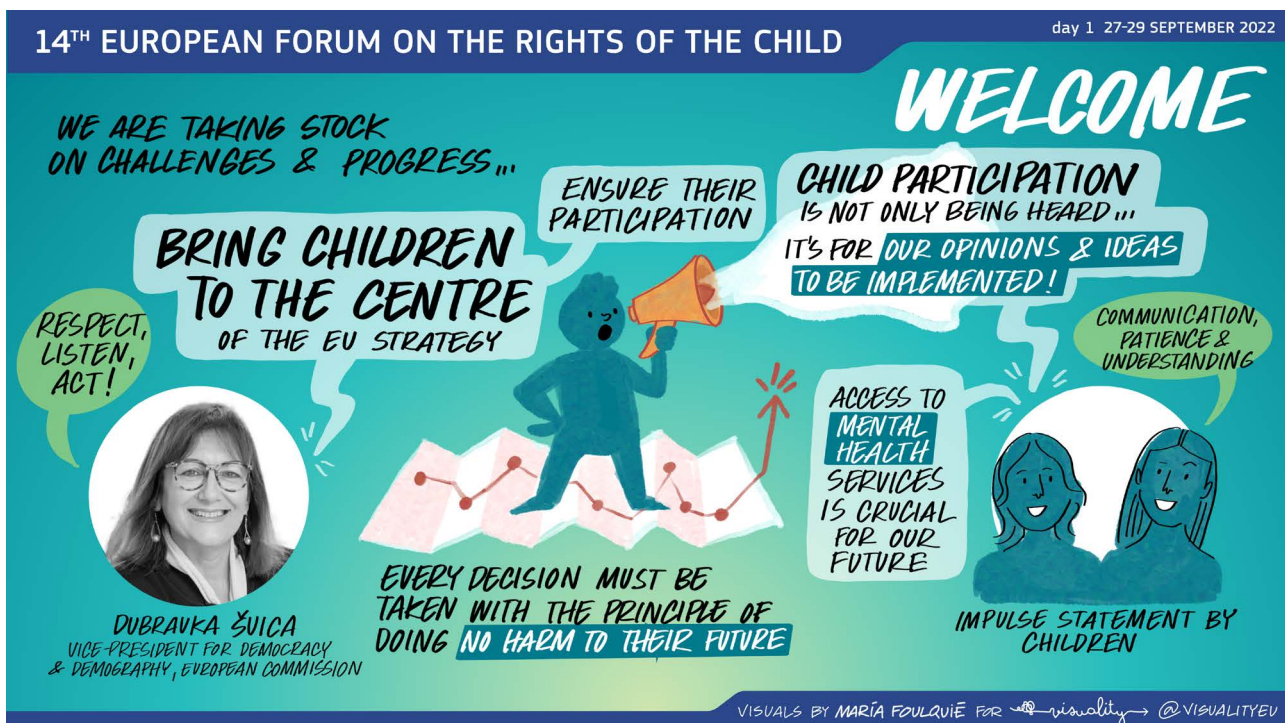 14TH EUROPEAN FORUM ON THE RIGHTS OF THE CHILD
day 1 27-29 SEPTEMBER 2022
WELCOME
WE ARE TAKING STOCK
ON CHALLENGES & PROGRESS...
ENSURE THEIR
PARTICIPATION
BRING CHILDREN
TO THE CENTRE
OF THE EU STRATEGY
RESPECT,
LISTEN,
ACT!
DUBRAVKA ŠUICA
VICE-PRESIDENT FOR DEMOCRACY
& DEMOGRAPHY, EUROPEAN COMMISSION
EVERY DECISION MUST BE
TAKEN WITH THE PRINCIPLE OF
DOING NO HARM TO THEIR FUTURE
CHILD PARTICIPATION
IS NOT ONLY BEING HEARD...
IT'S FOR OUR OPINIONS & IDEAS
TO BE IMPLEMENTED!
COMMUNICATION,
PATIENCE &
UNDERSTANDING
ACCESS TO
MENTAL
HEALTH
SERVICES
IS CRUCIAL
FOR OUR
FUTURE
IMPULSE STATEMENT BY
CHILDREN
VISUALS BY MARÍA FOULQUIÉ FOR visuality @VISUALITYEU